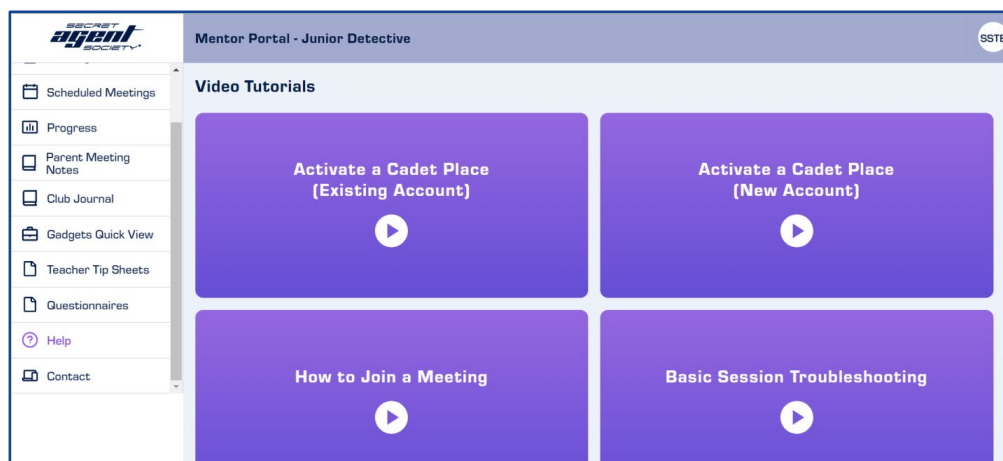 SECRET
agent
SOCIETY
Mentor Portal - Junior Detective
SSTE
Scheduled Meetings
Progress
Parent Meeting
Notes
Club Journal
Gadgets Quick View
Teacher Tip Sheets
Questionnaires
Help
Contact
Video Tutorials
Activate a Cadet Place
(Existing Account)
Activate a Cadet Place
(New Account)
How to Join a Meeting
Basic Session Troubleshooting